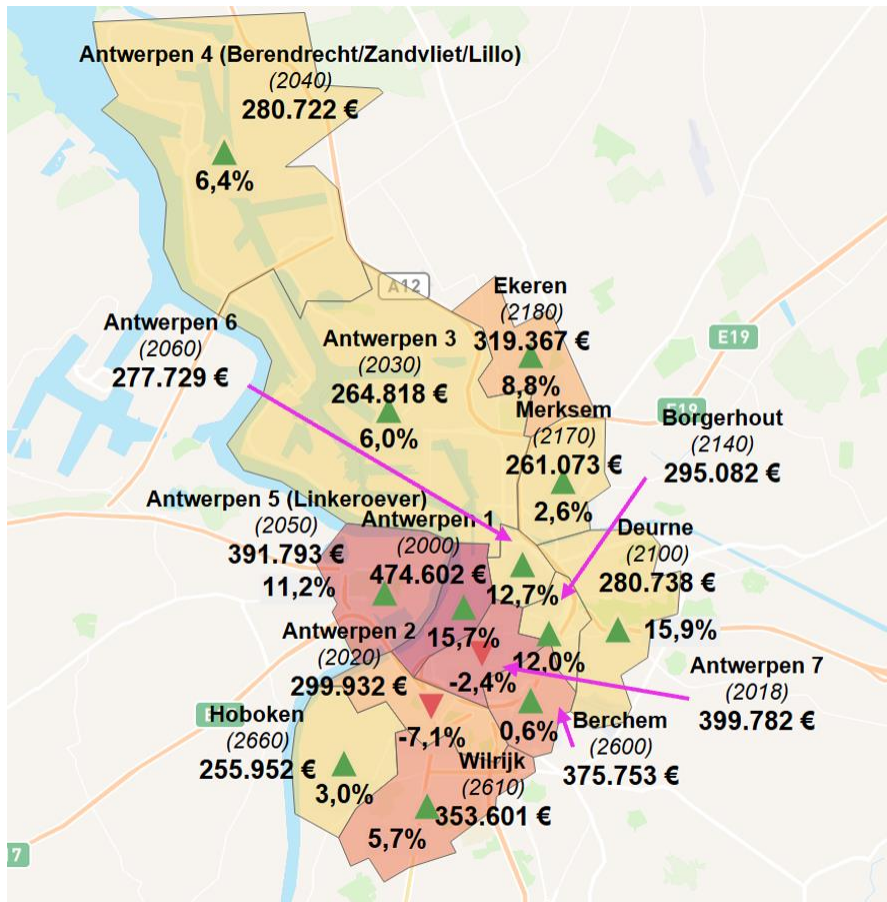 Antwerpen 4 (Berendrecht/Zandvliet/Lillo)
(2040)
280.722 €
6,4%
A12
Ekeren
(2180)
319.367 €
8,8%
E19
Antwerpen 6
(2060)
277.729 €
Antwerpen 3
(2030)
264.818 €
6,0%
E19
Merksem
(2170)
261.073 €
2,6%
Borgerhout
(2140)
295.082 €
Antwerpen 5 (Linkeroever)
(2050)
391.793 €
11,2%
Antwerpen 1
(2000)
474.602 €
15,7%
12,7%
Deurne
(2100)
280.738 €
15,9%
12,0%
Antwerpen 2
(2020)
299.932 €
-7,1%
-2,4%
Antwerpen 7
(2018)
399.782 €
Hoboken
(2660)
255.952 €
3,0%
0,6%
Berchem
(2600)
375.753 €
Wilrijk
(2610)
353.601 €
5,7%